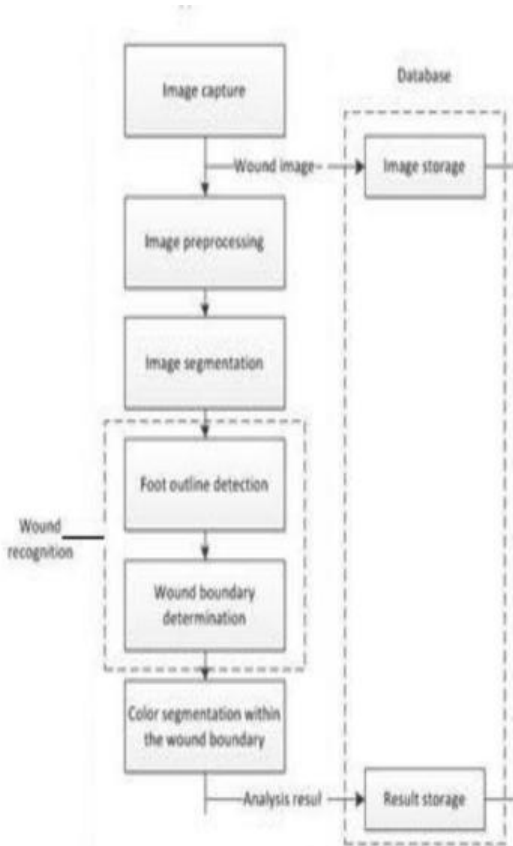 Image capture
Database
Wound image
Image storage
Image preprocessing
Image segmentation
Foot outline detection
Wound
recognition
Wound boundary
determination
Color segmentation within
the wound boundary
Analysis resul
Result storage